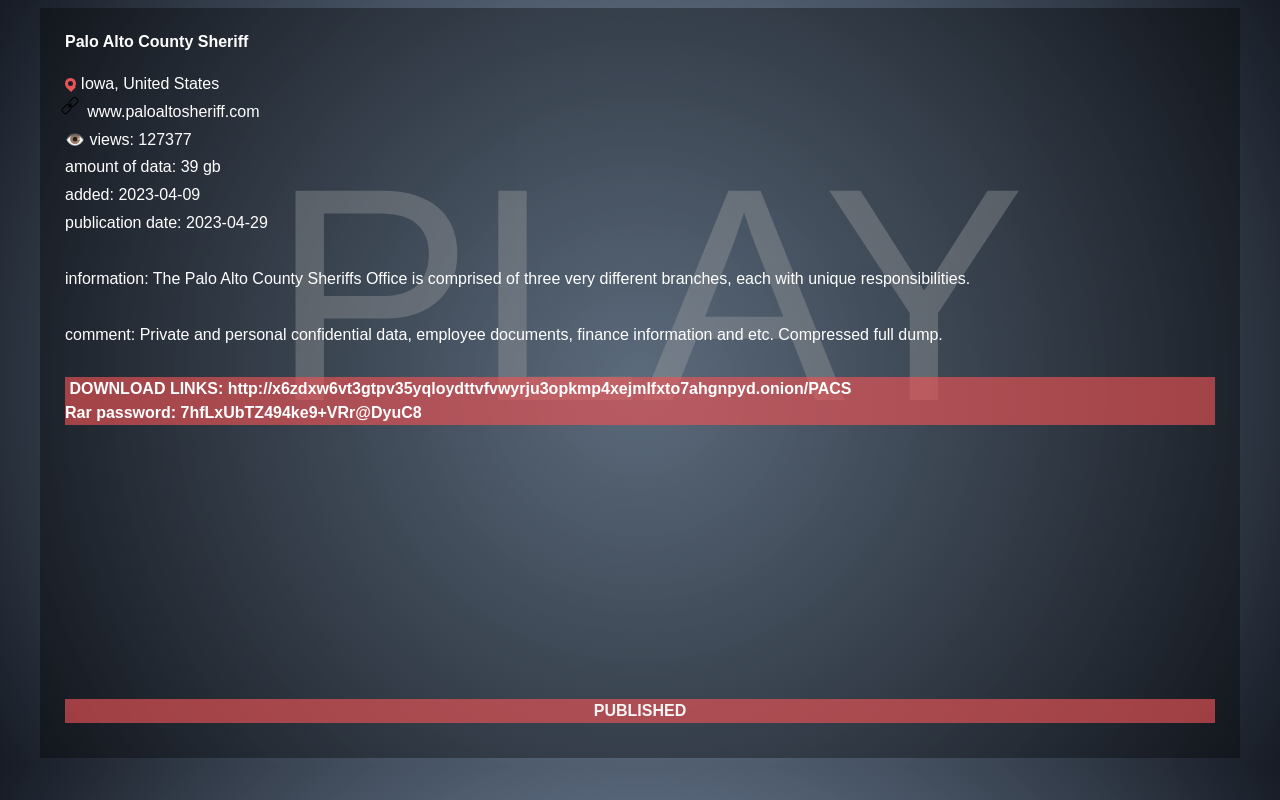 Palo Alto County Sheriff
Iowa, United States
www.paloaltosheriff.com
views: 127377
amount of data: 39 gb
added: 2023-04-09
publication date: 2023-04-29
PLAY
information: The Palo Alto County Sheriffs Office is comprised of three very different branches, each with unique responsibilities.
comment: Private and personal confidential data, employee documents, finance information and etc. Compressed full dump.
DOWNLOAD LINKS: http://x6zdxw6vt3gtpv35yqloydttvfvwyrju3opkmp4xejmlfxto7ahgnpyd.onion/PACS
Rar password: 7hfLxUbTZ494ke9+VRr@DyuC8
PUBLISHED